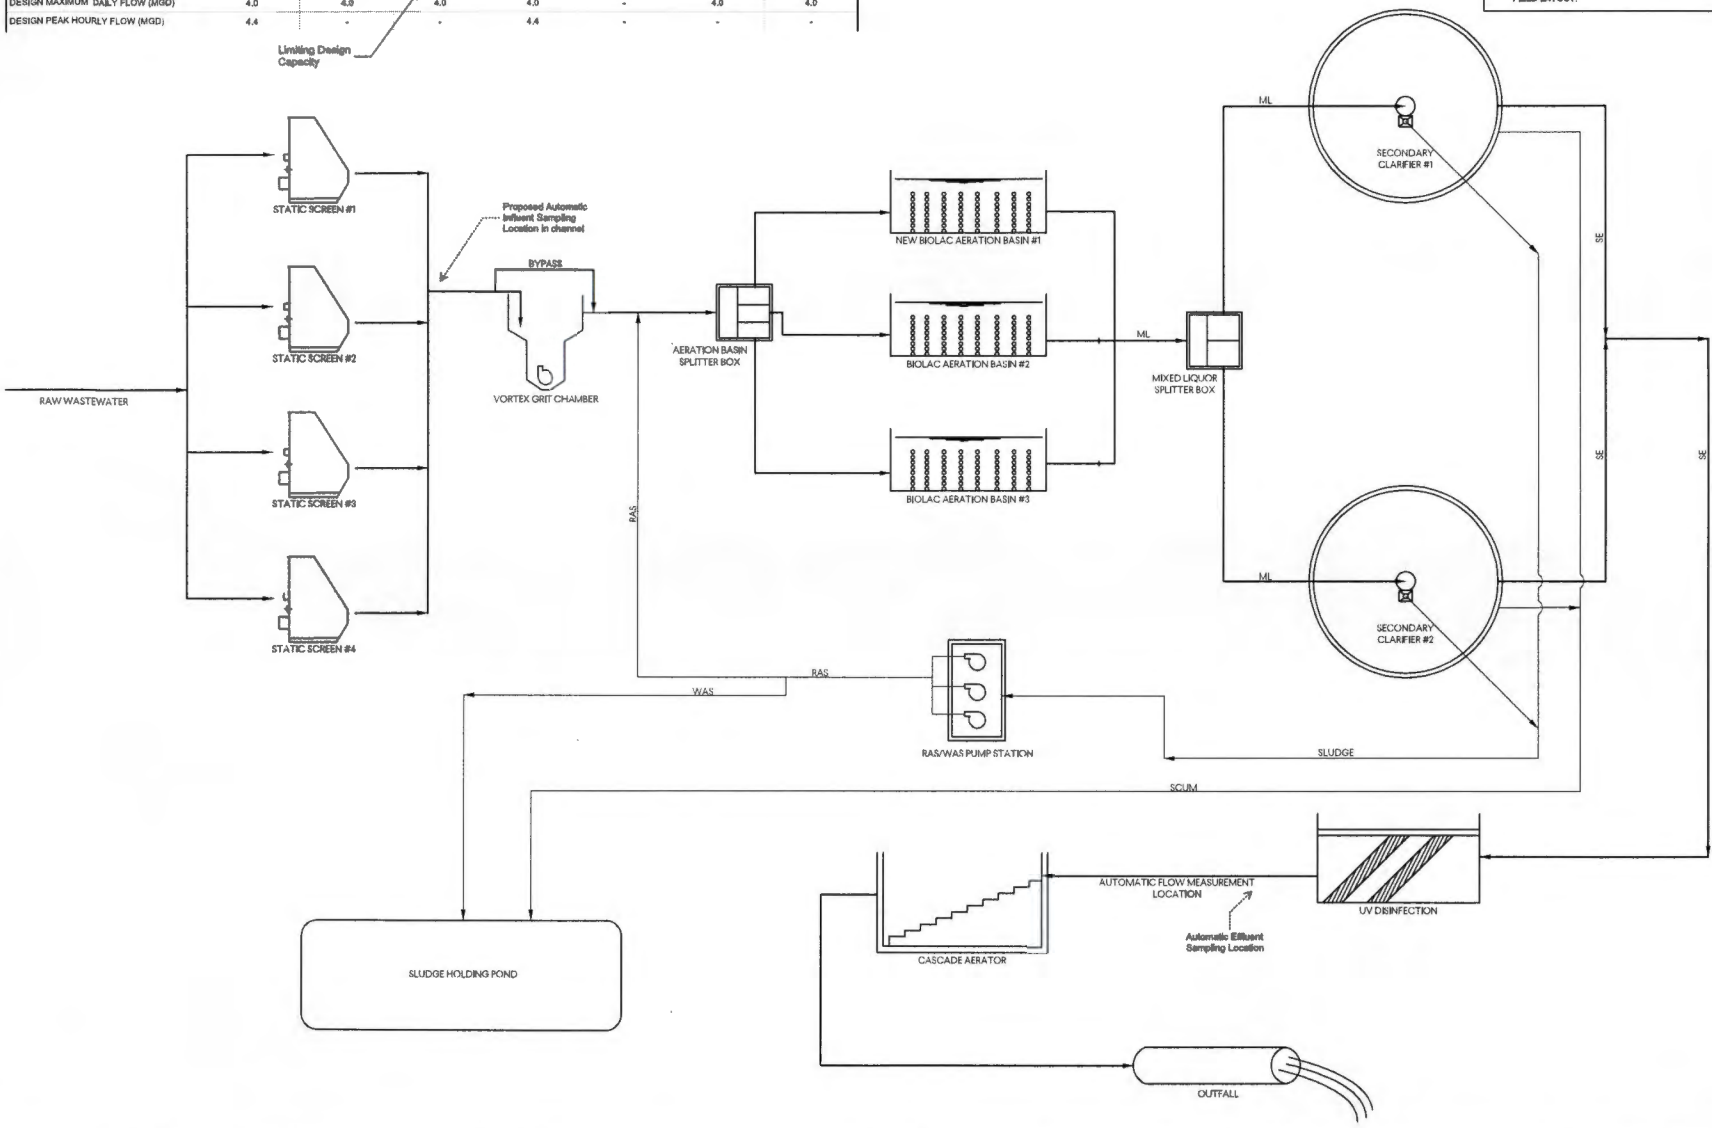 DESIGN MAXIMUM DAILY FLOW (MGD) 4.0 4.0 4.0 4.0 - 4.0 4.0
DESIGN PEAK HOURLY FLOW (MGD) 4.4 - - 4.4 - - -
Limiting Design
Capacity
ML
SECONDARY
CLARIFIER #1
STATIC SCREEN #1
Proposed Automatic
Influent Sampling
Location in channel
NEW BIOLAC AERATION BASIN #1
SE
BYPASS
STATIC SCREEN #2
AERATION BASIN
SPLITTER BOX
BIOLAC AERATION BASIN #2
ML
MIXED LIQUOR
SPLITTER BOX
RAW WASTEWATER
VORTEX GRIT CHAMBER
SE
SE
STATIC SCREEN #3
BIOLAC AERATION BASIN #3
RAS
ML
SECONDARY
CLARIFIER #2
STATIC SCREEN #4
RAS
WAS
RAS/WAS PUMP STATION
SLUDGE
SCUM
AUTOMATIC FLOW MEASUREMENT
LOCATION
UV DISINFECTION
Automatic Effluent
Sampling Location
CASCADE AERATOR
SLUDGE HOLDING POND
OUTFALL